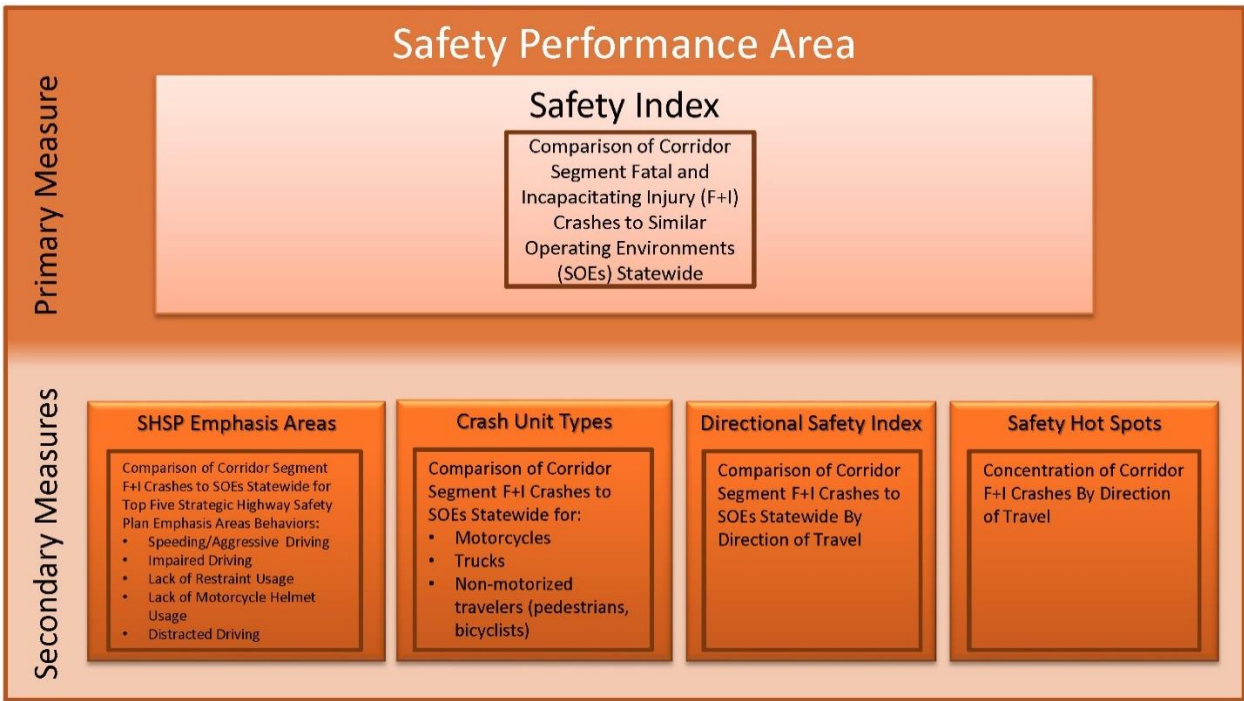 Safety Performance Area
Primary Measure
Safety Index
Comparison of Corridor
Segment Fatal and
Incapacitating Injury (F+I)
Crashes to Similar
Operating Environments
(SOEs) Statewide
Secondary Measures
SHSP Emphasis Areas
Comparison of Corridor Segment
F+I Crashes to SOEs Statewide for
Top Five Strategic Highway Safety
Plan Emphasis Areas Behaviors:
• Speeding/Aggressive Driving
• Impaired Driving
• Lack of Restraint Usage
• Lack of Motorcycle Helmet
Usage
• Distracted Driving
Crash Unit Types
Comparison of Corridor
Segment F+I Crashes to
SOEs Statewide for:
• Motorcycles
• Trucks
• Non-motorized
travelers (pedestrians,
bicyclists)
Directional Safety Index
Comparison of Corridor
Segment F+I Crashes to
SOEs Statewide By
Direction of Travel
Safety Hot Spots
Concentration of Corridor
F+I Crashes By Direction
of Travel